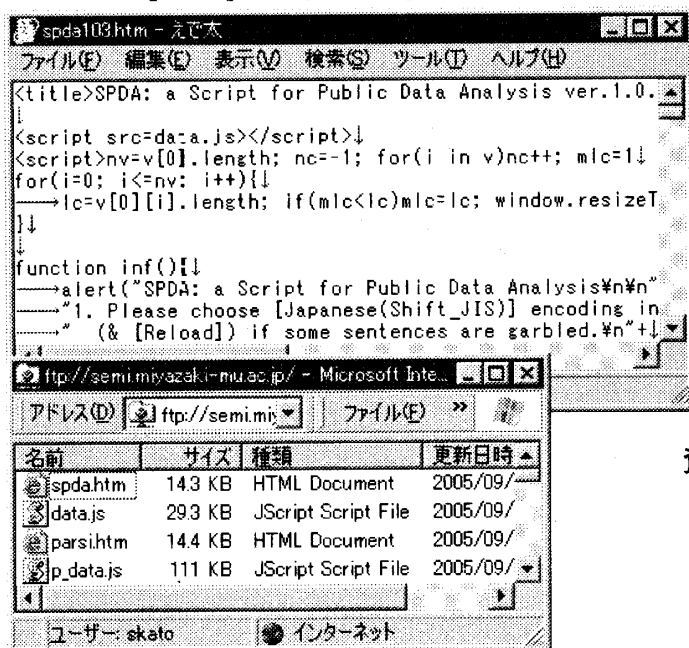 spda103.htm - えで太
ファイル(F) 編集(E) 表示(V) 検索(S) ツール(T) ヘルプ(H)
<title>SPDA: a Script for Public Data Analysis ver.1.0.
↓
<script src=data.js></script>↓
<script>nv=v[0].length; nc=-1; for(i in v)nc++; mlc=1↓
for(i=0; i<=nv; i++){↓
→lc=v[0][i].length; if(mlc<lc)mlc=lc; window.resizeT
}↓
↓
function inf(){↓
→alert("SPDA: a Script for Public Data Analysis¥n¥n"
→"1. Please choose [Japanese(Shift_JIS)] encoding in
→" (& [Reload]) if some sentences are garbled.¥n"+↓
ftp://semi.miyazaki-mu.ac.jp/ - Microsoft Inte...
アドレス(D) ftp://semi.miy ファイル(F) »
名前 サイズ 種類 更新日時
spda.htm 14.3 KB HTML Document 2005/09/
data.js 29.3 KB JScript Script File 2005/09/
parsi.htm 14.4 KB HTML Document 2005/09/
p_data.js 111 KB JScript Script File 2005/09/
ユーザー: skato インターネット